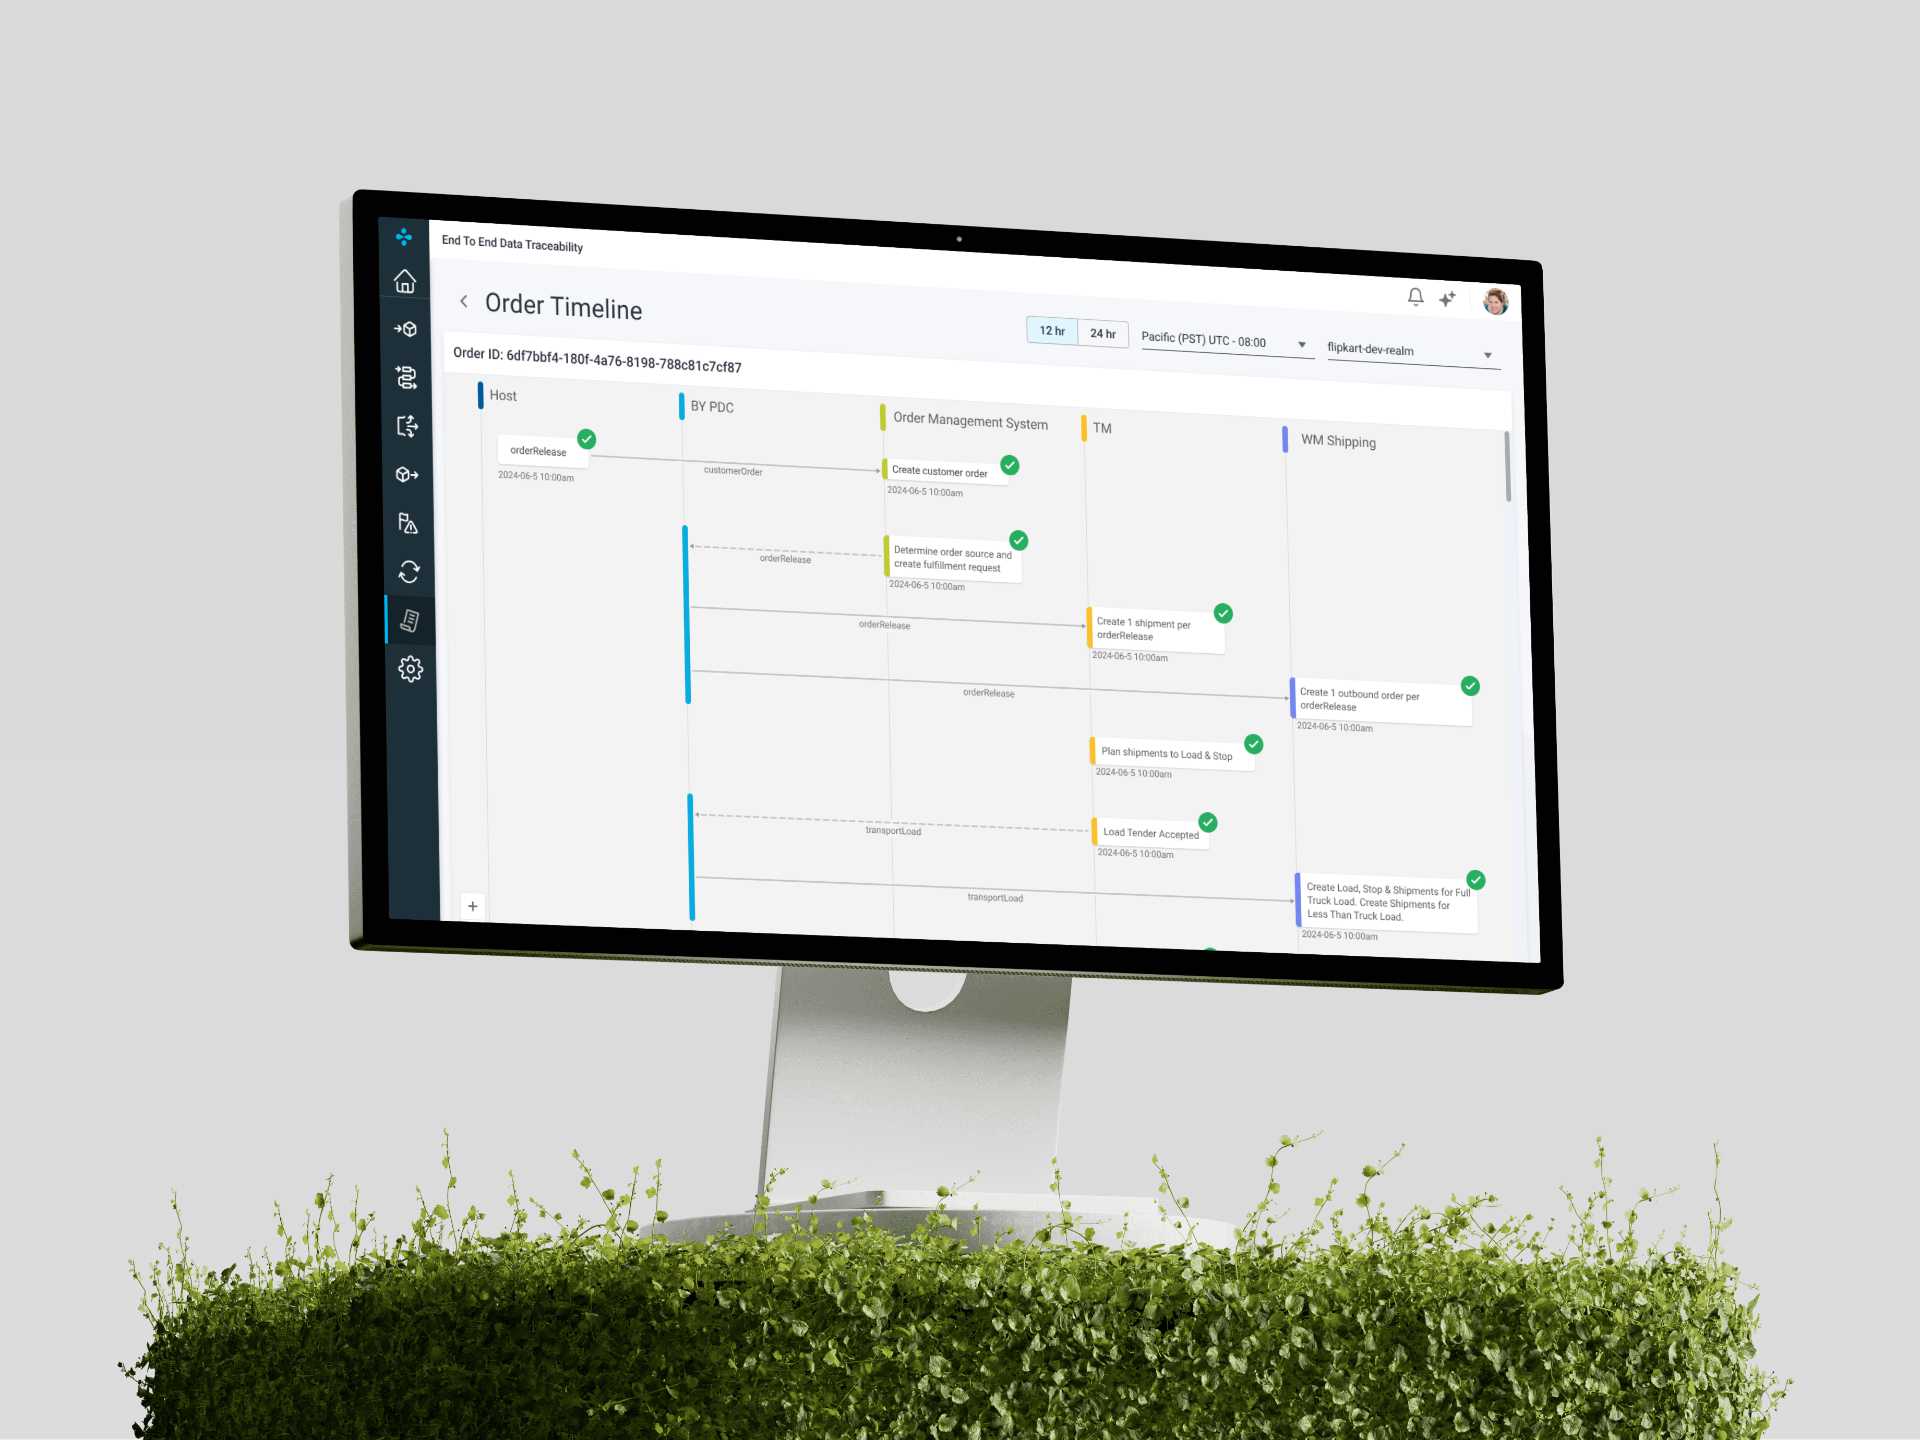 End To End Data Traceability
Order Timeline
12 hr
24 hr
Pacific (PST) UTC - 08:00
flipkart-dev-realm
Order ID: 6df7bbf4-180f-4a76-8198-788c81c7cf87
Host
BY PDC
Order Management System
TM
WM Shipping
orderRelease
2024-06-5 10:00am
customerOrder
Create customer order
2024-06-5 10:00am
orderRelease
Determine order source and
create fulfillment request
2024-06-5 10:00am
orderRelease
Create 1 shipment per
orderRelease
2024-06-5 10:00am
orderRelease
Create 1 outbound order per
orderRelease
2024-06-5 10:00am
Plan shipments to Load & Stop
2024-06-5 10:00am
transportLoad
Load Tender Accepted
2024-06-5 10:00am
transportLoad
Create Load, Stop & Shipments for Full
Truck Load. Create Shipments for
Less Than Truck Load.
2024-06-5 10:00am
+